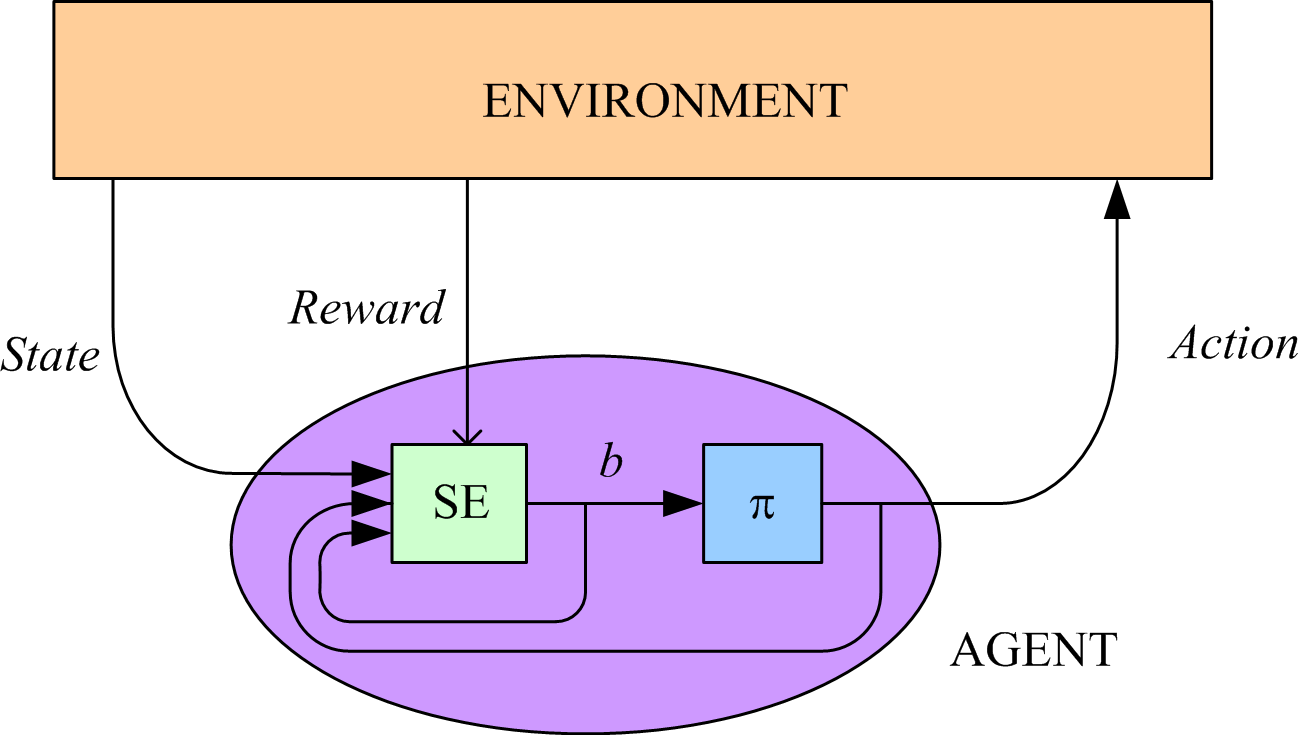 ENVIRONMENT
Reward
State
Action
b
SE
π
AGENT